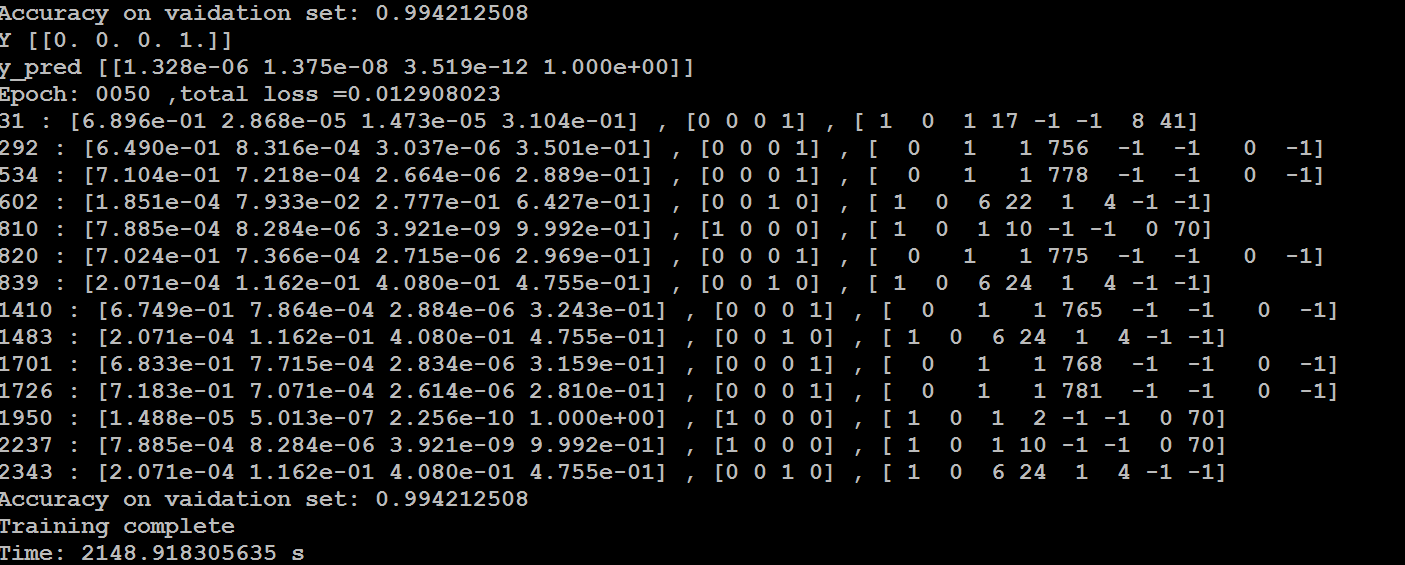 Accuracy on vaidation set: 0.994212508
Y [[0. 0. 0. 1.]]
y_pred [[1.328e-06 1.375e-08 3.519e-12 1.000e+00]]
Epoch: 0050 ,total loss =0.012908023
31 : [6.896e-01 2.868e-05 1.473e-05 3.104e-01] , [0 0 0 1] , [ 1  0  1 17 -1 -1  8 41]
292 : [6.490e-01 8.316e-04 3.037e-06 3.501e-01] , [0 0 0 1] , [  0   1   1 756  -1  -1   0  -1]
534 : [7.104e-01 7.218e-04 2.664e-06 2.889e-01] , [0 0 0 1] , [  0   1   1 778  -1  -1   0  -1]
602 : [1.851e-04 7.933e-02 2.777e-01 6.427e-01] , [0 0 1 0] , [ 1  0  6 22  1  4 -1 -1]
810 : [7.885e-04 8.284e-06 3.921e-09 9.992e-01] , [1 0 0 0] , [ 1  0  1 10 -1 -1  0 70]
820 : [7.024e-01 7.366e-04 2.715e-06 2.969e-01] , [0 0 0 1] , [  0   1   1 775  -1  -1   0  -1]
839 : [2.071e-04 1.162e-01 4.080e-01 4.755e-01] , [0 0 1 0] , [ 1  0  6 24  1  4 -1 -1]
1410 : [6.749e-01 7.864e-04 2.884e-06 3.243e-01] , [0 0 0 1] , [  0   1   1 765  -1  -1   0  -1]
1483 : [2.071e-04 1.162e-01 4.080e-01 4.755e-01] , [0 0 1 0] , [ 1  0  6 24  1  4 -1 -1]
1701 : [6.833e-01 7.715e-04 2.834e-06 3.159e-01] , [0 0 0 1] , [  0   1   1 768  -1  -1   0  -1]
1726 : [7.183e-01 7.071e-04 2.614e-06 2.810e-01] , [0 0 0 1] , [  0   1   1 781  -1  -1   0  -1]
1950 : [1.488e-05 5.013e-07 2.256e-10 1.000e+00] , [1 0 0 0] , [ 1  0  1  2 -1 -1  0 70]
2237 : [7.885e-04 8.284e-06 3.921e-09 9.992e-01] , [1 0 0 0] , [ 1  0  1 10 -1 -1  0 70]
2343 : [2.071e-04 1.162e-01 4.080e-01 4.755e-01] , [0 0 1 0] , [ 1  0  6 24  1  4 -1 -1]
Accuracy on vaidation set: 0.994212508
Training complete
Time: 2148.918305635 s